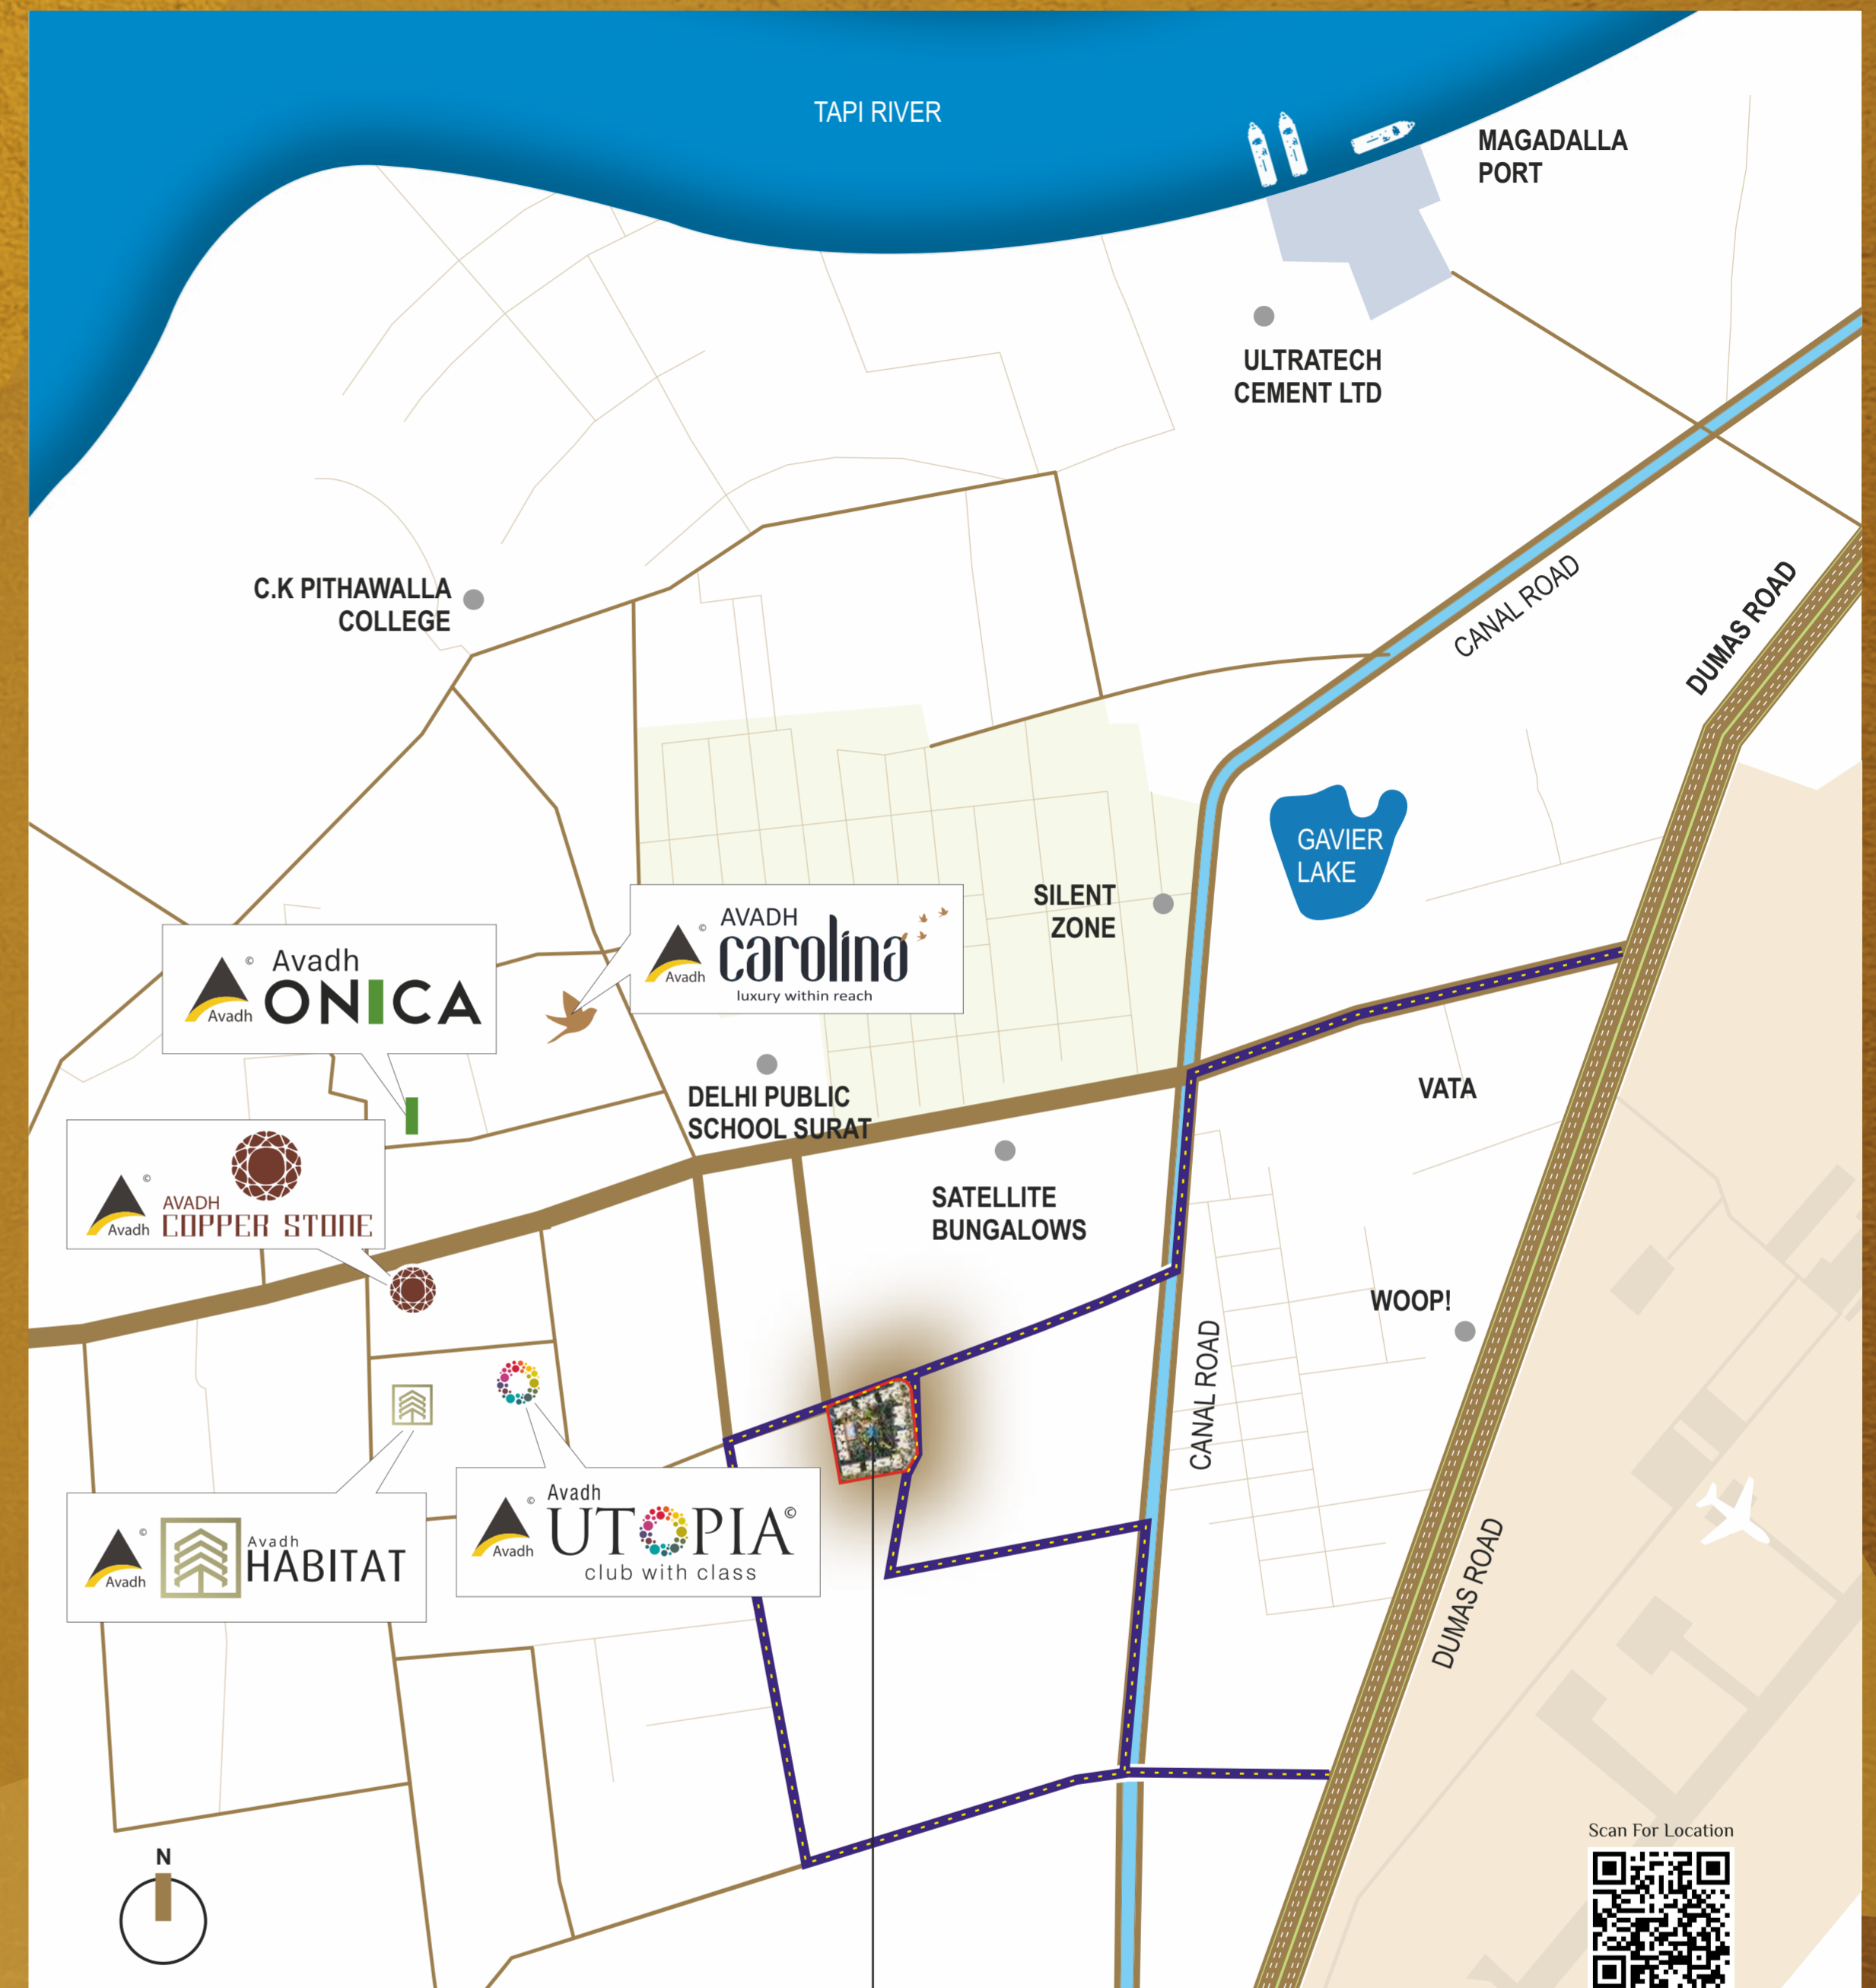 TAPI RIVER
MAGADALLA
PORT
ULTRATECH
CEMENT LTD
CANAL ROAD
DUMAS ROAD
C.K PITHAWALLA
COLLEGE
GAVIER
LAKE
SILENT
ZONE
© AVADH
carolina
Avadh
luxury within reach
© Avadh
ONICA
Avadh
DELHI PUBLIC
SCHOOL SURAT
VATA
©
AVADH
COPPER STONE
Avadh
SATELLITE
BUNGALOWS
WOOP!
CANAL ROAD
© Avadh
UTOPIA©
Avadh
club with class
©
Avadh
HABITAT
Avadh
DUMAS ROAD
Scan For Location
N